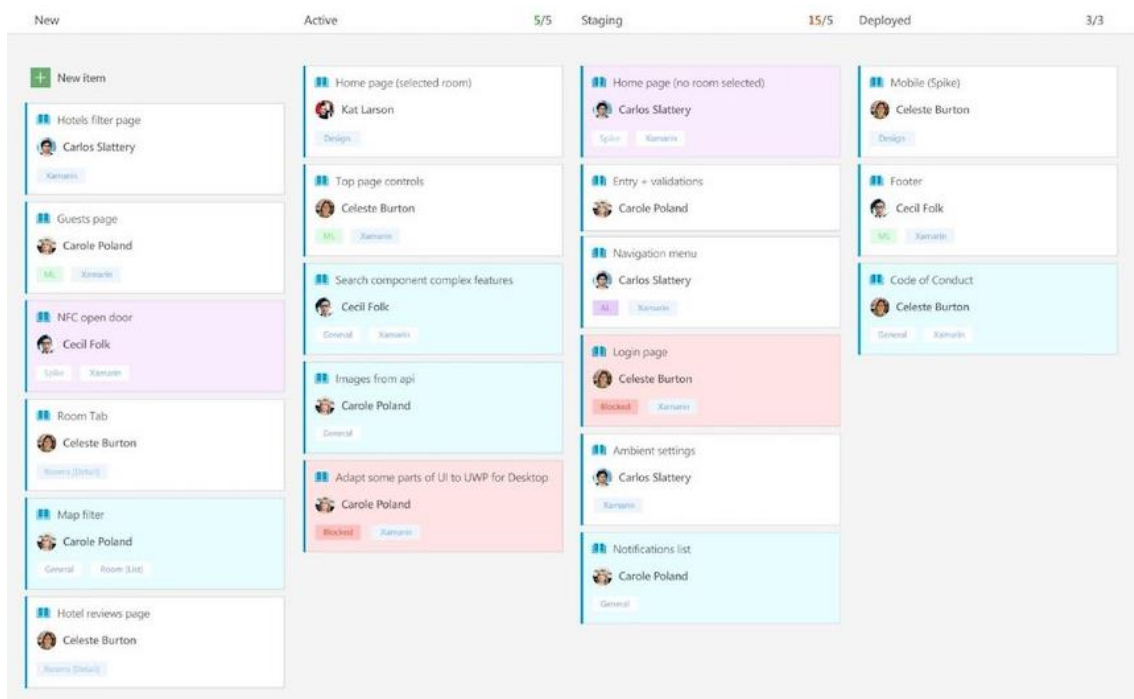 New
New item
Hotels filter page
Carlos Slattery
Xamarin
Guests page
Carole Poland
ML Xamarin
NFC open door
Cecil Folk
Spike Xamarin
Room Tab
Celeste Burton
Rooms (Detail)
Map filter
Carole Poland
General Room (List)
Hotel reviews page
Celeste Burton
Rooms (Detail)
Active 5/5
Home page (selected room)
Kat Larson
Design
Top page controls
Celeste Burton
ML Xamarin
Search component complex features
Cecil Folk
General Xamarin
Images from api
Carole Poland
General
Adapt some parts of UI to UWP for Desktop
Carole Poland
Blocked Xamarin
Staging 15/5
Home page (no room selected)
Carlos Slattery
Spike Xamarin
Entry + validations
Carole Poland
Navigation menu
Carlos Slattery
AI Xamarin
Login page
Celeste Burton
Blocked Xamarin
Ambient settings
Carlos Slattery
Xamarin
Notifications list
Carole Poland
General
Deployed 3/3
Mobile (Spike)
Celeste Burton
Design
Footer
Cecil Folk
ML Xamarin
Code of Conduct
Celeste Burton
General Xamarin